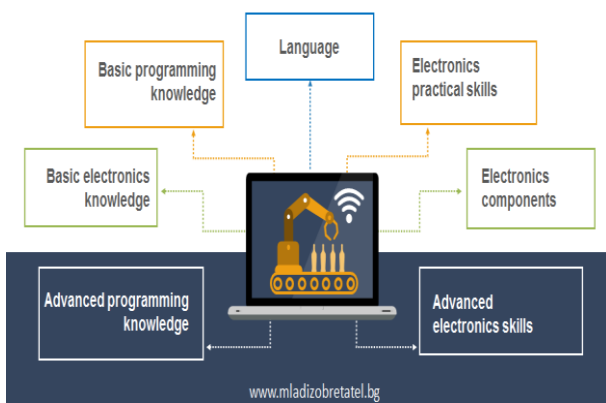 Language
Basic programming
knowledge
Electronics
practical skills
Basic electronics
knowledge
Electronics
components
Advanced programming
knowledge
Advanced
electronics skills
www.mladizobretatel.bg